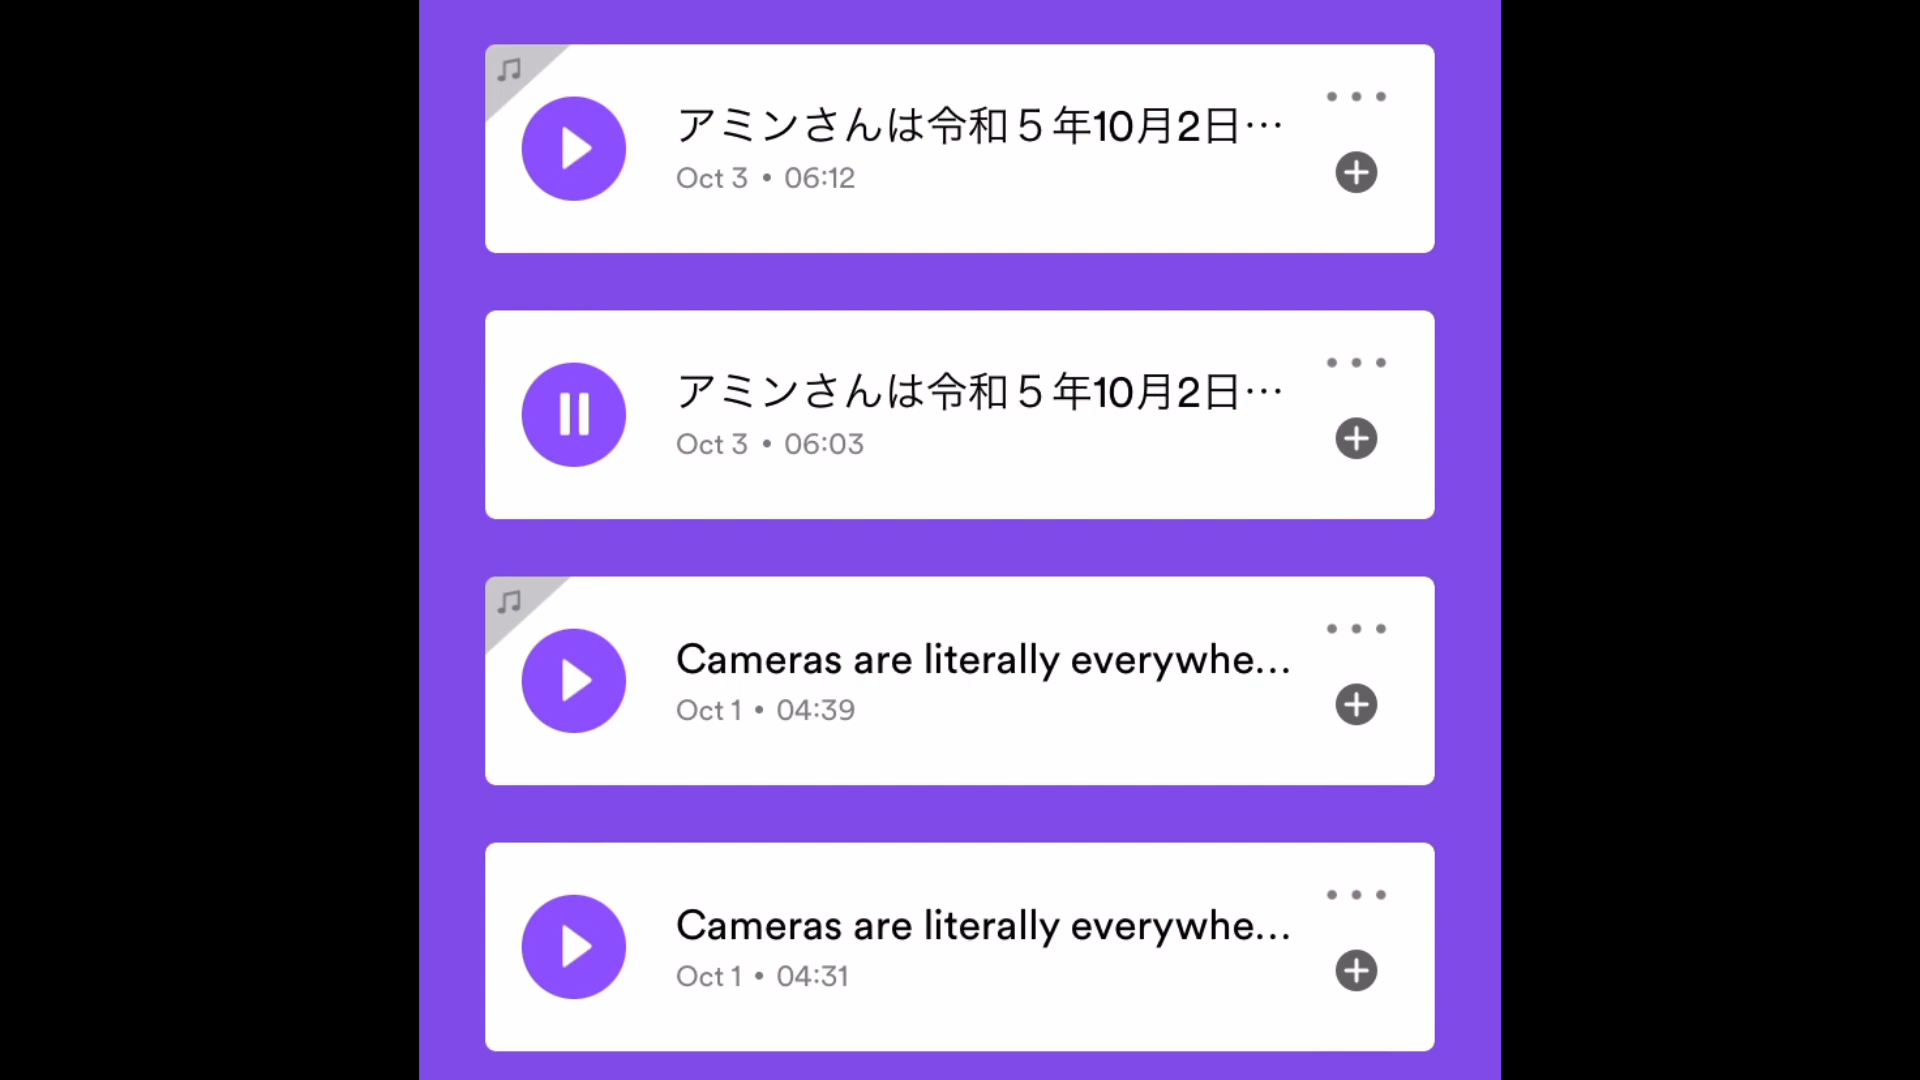 アミンさんは令和５年10月2日…
Oct 3 • 06:12
アミンさんは令和５年10月2日…
Oct 3 • 06:03
Cameras are literally everywhe...
Oct 1 • 04:39
Cameras are literally everywhe...
Oct 1 • 04:31